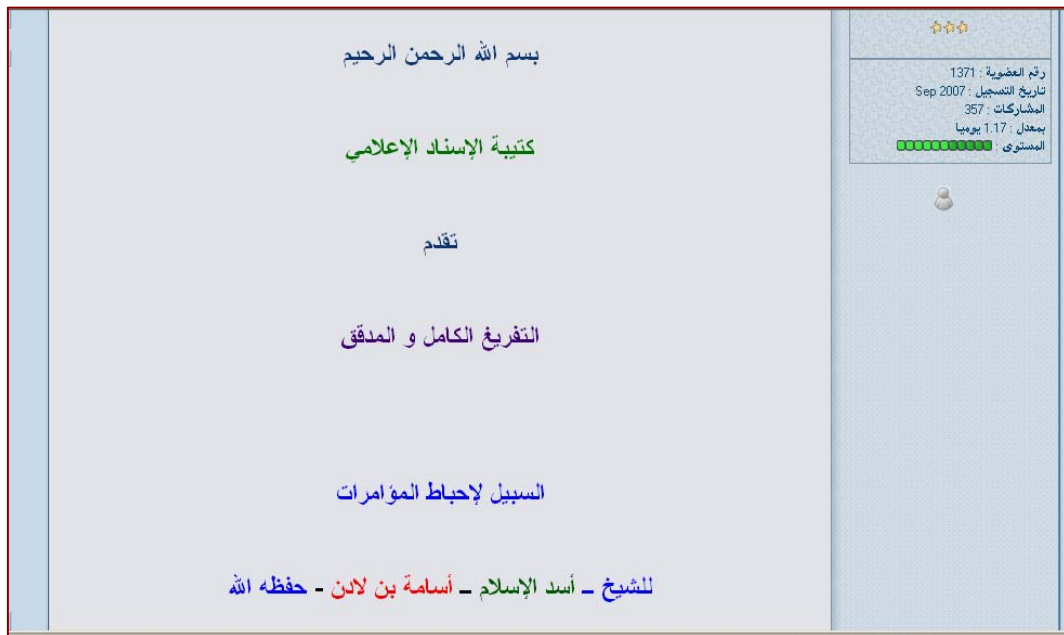 رقم العضوية : 1371
تاريخ التسجيل : Sep 2007
المشاركات : 357
بمعدل : 1.17 يوميا
المستوى :
بسم الله الرحمن الرحيم
كتيبة الإسناد الإعلامي
تقدم
التفريغ الكامل و المدقق
السبيل لإحباط المؤامرات
للشيخ – أسد الإسلام – أسامة بن لادن - حفظه الله